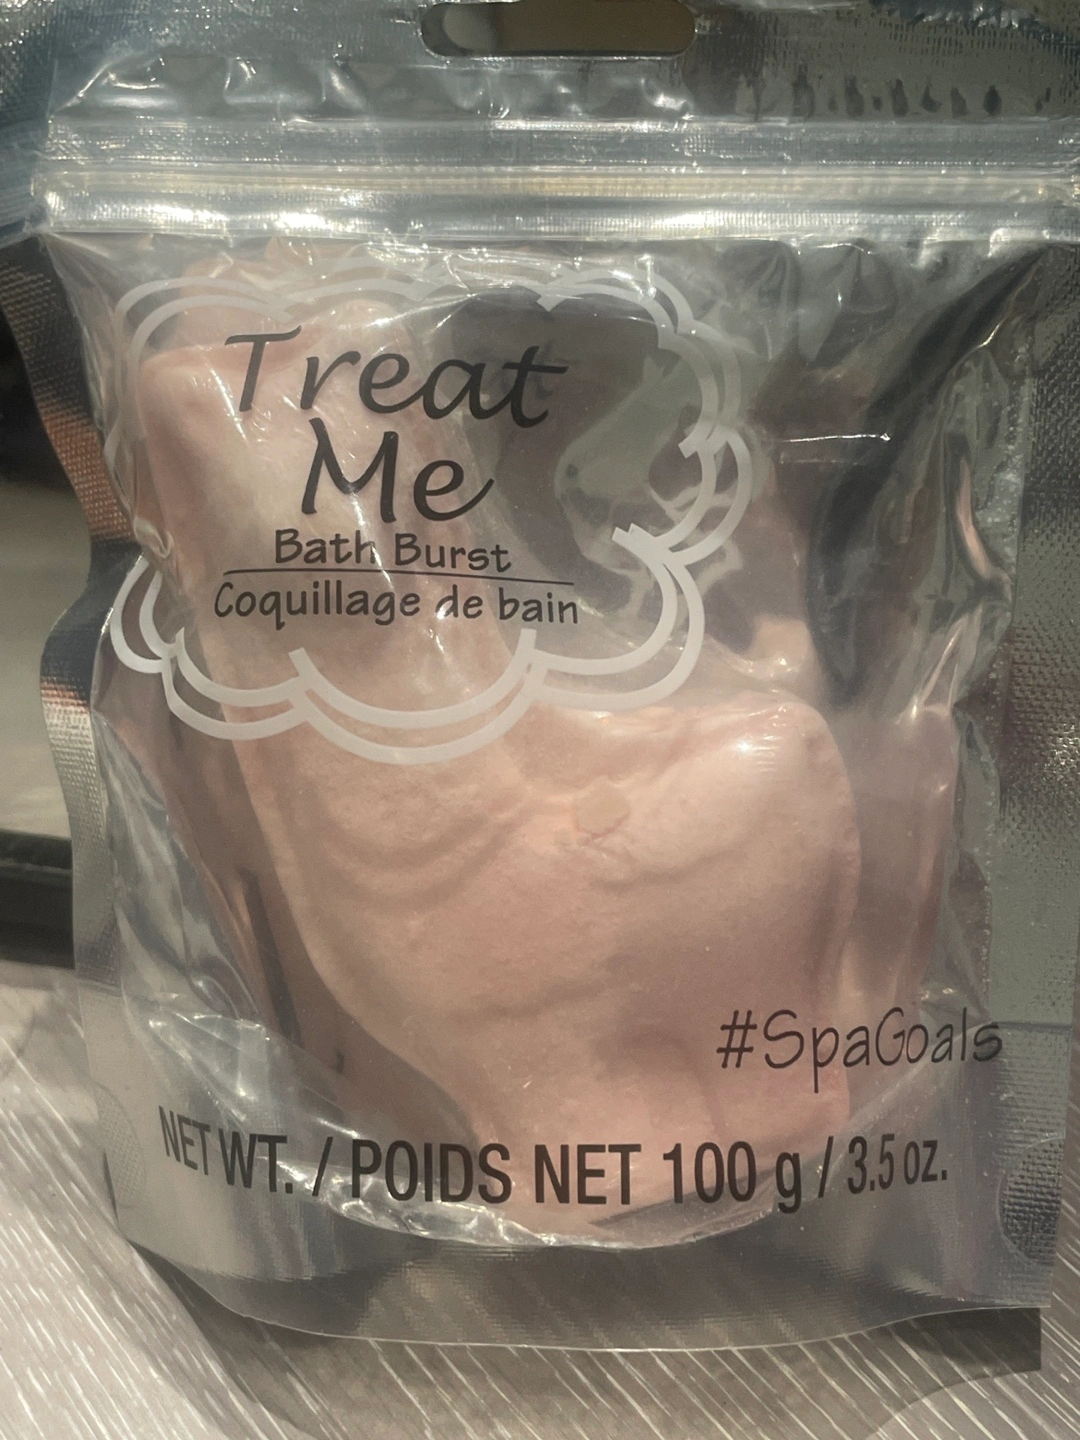 Treat
Me
Bath Burst
Coquillage de bain
#SpaGoals
NET WT. / POIDS NET 100 g / 3.5 oz.